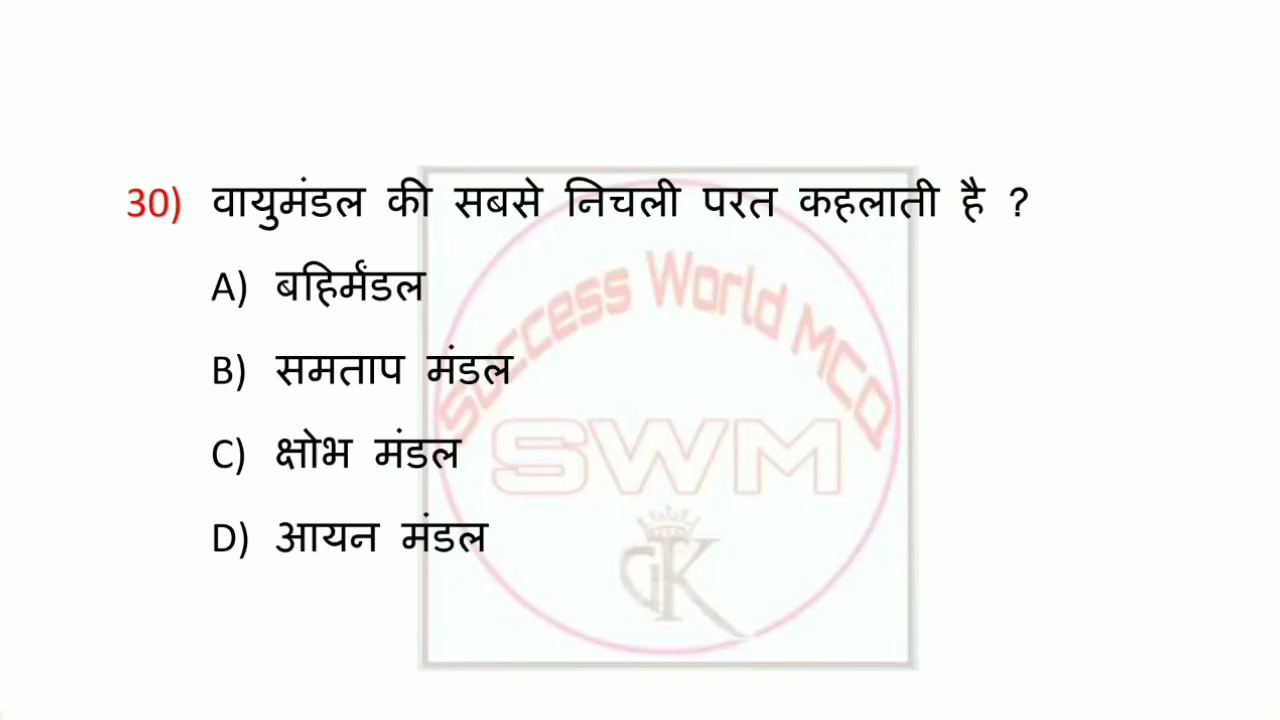 30) वायुमंडल की सबसे निचली परत कहलाती है ?
A) बहिर्मंडल
B) समताप मंडल
C) क्षोभ मंडल
D) आयन मंडल
Success World MCQ
SWM
GK